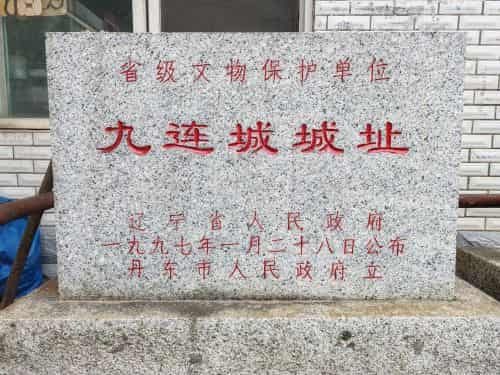 省级文物保护单位
九连城城址
辽宁省人民政府
一九九七年一月二十八日公布
丹东市人民政府立